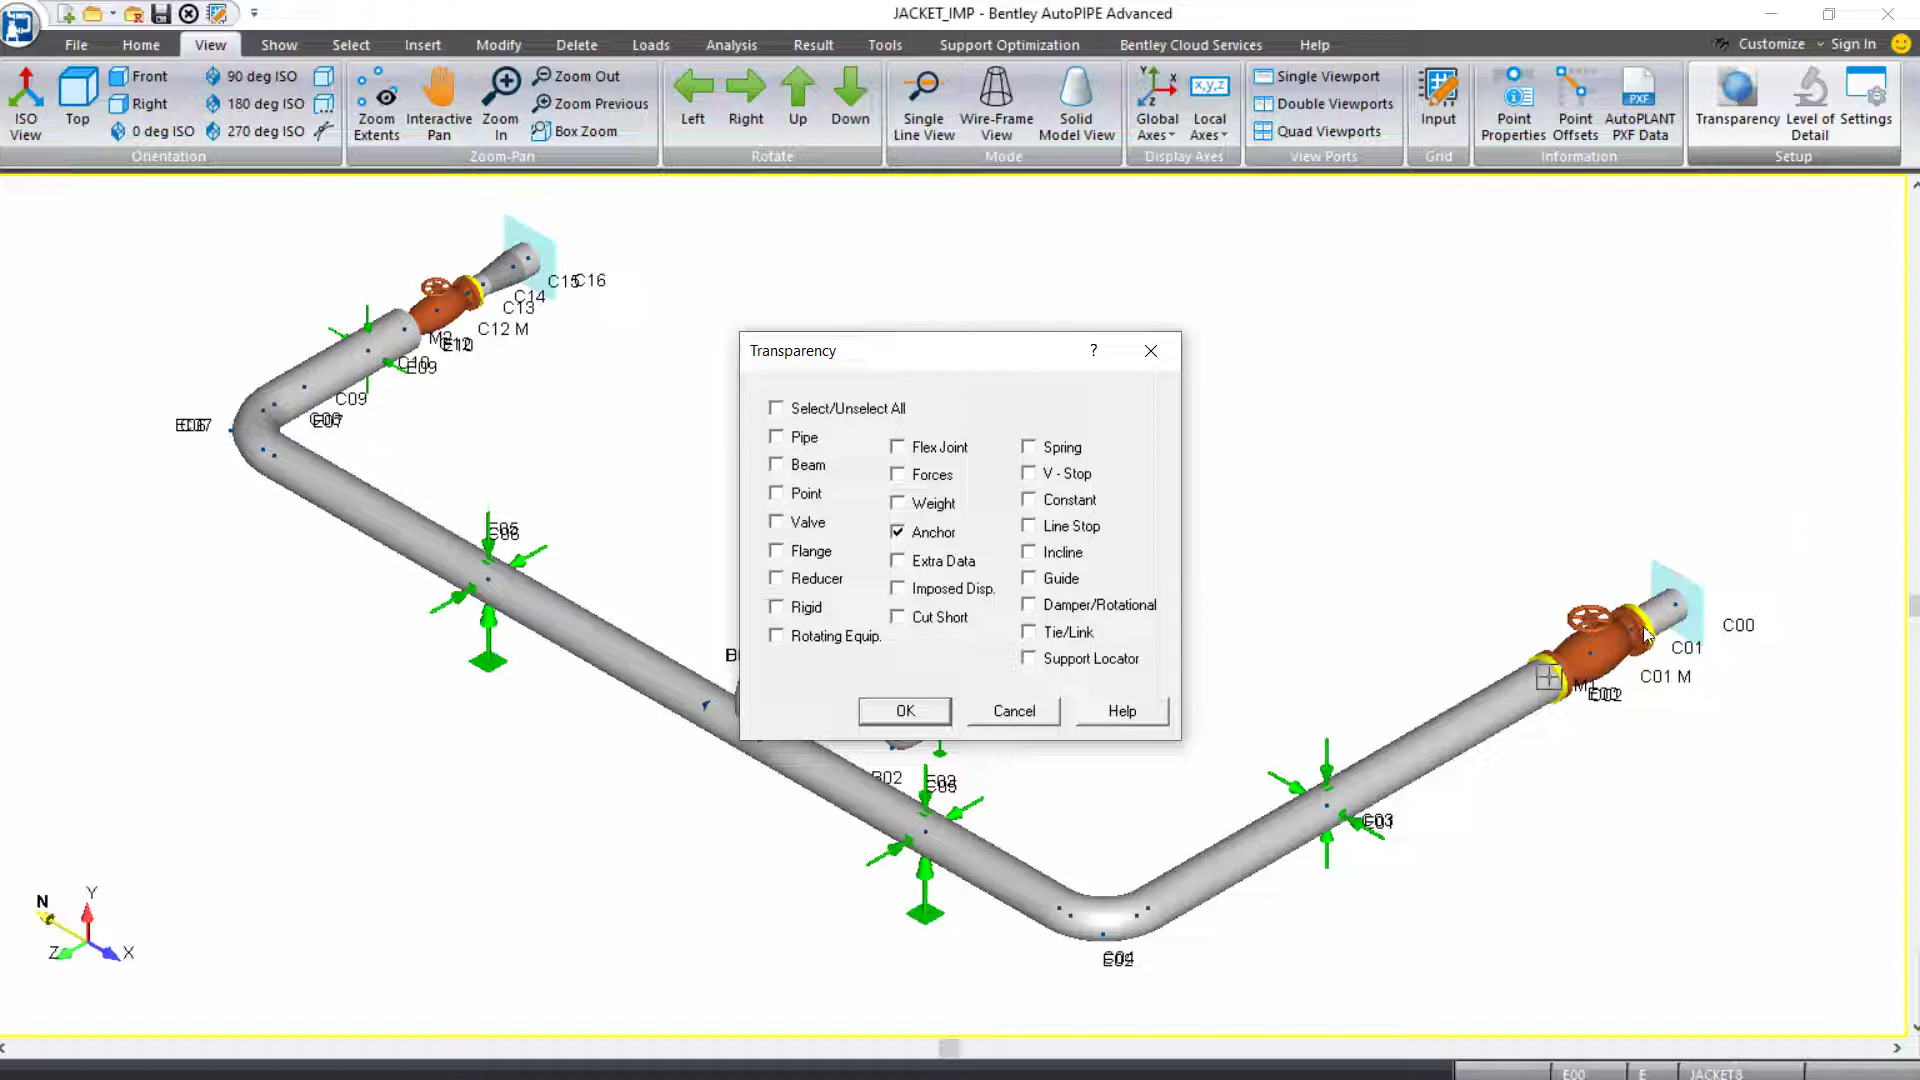 JACKET_IMP - Bentley AutoPIPE Advanced
File Home View Show Select Insert Modify Delete Loads Analysis Result Tools Support Optimization Bentley Cloud Services Help Customize Sign In
ISO View
Top
Front
Right
0 deg ISO
90 deg ISO
180 deg ISO
270 deg ISO
Orientation
Zoom Extents
Interactive Pan
Zoom In
Zoom Out
Zoom Previous
Box Zoom
Zoom-Pan
Left
Right
Up
Down
Rotate
Single Line View
Wire-Frame View
Solid Model View
Mode
Y
X
Z
Global Axes
x,y,z
Local Axes
Display Axes
Single Viewport
Double Viewports
Quad Viewports
View Ports
Input
Grid
Point Properties
Point Offsets
PXF
AutoPLANT PXF Data
Information
Transparency
Level of Detail
Settings
Setup
C15
C16
C14
C13
C12 M
C09
Transparency
?
Select/Unselect All
Pipe
Beam
Point
Valve
Flange
Reducer
Rigid
Rotating Equip.
Flex Joint
Forces
Weight
Anchor
Extra Data
Imposed Disp.
Cut Short
Spring
V - Stop
Constant
Line Stop
Incline
Guide
Damper/Rotational
Tie/Link
Support Locator
OK
Cancel
Help
C00
C01
C01 M
M1
B02
N
Y
Z
X
E00
E
JACKET8